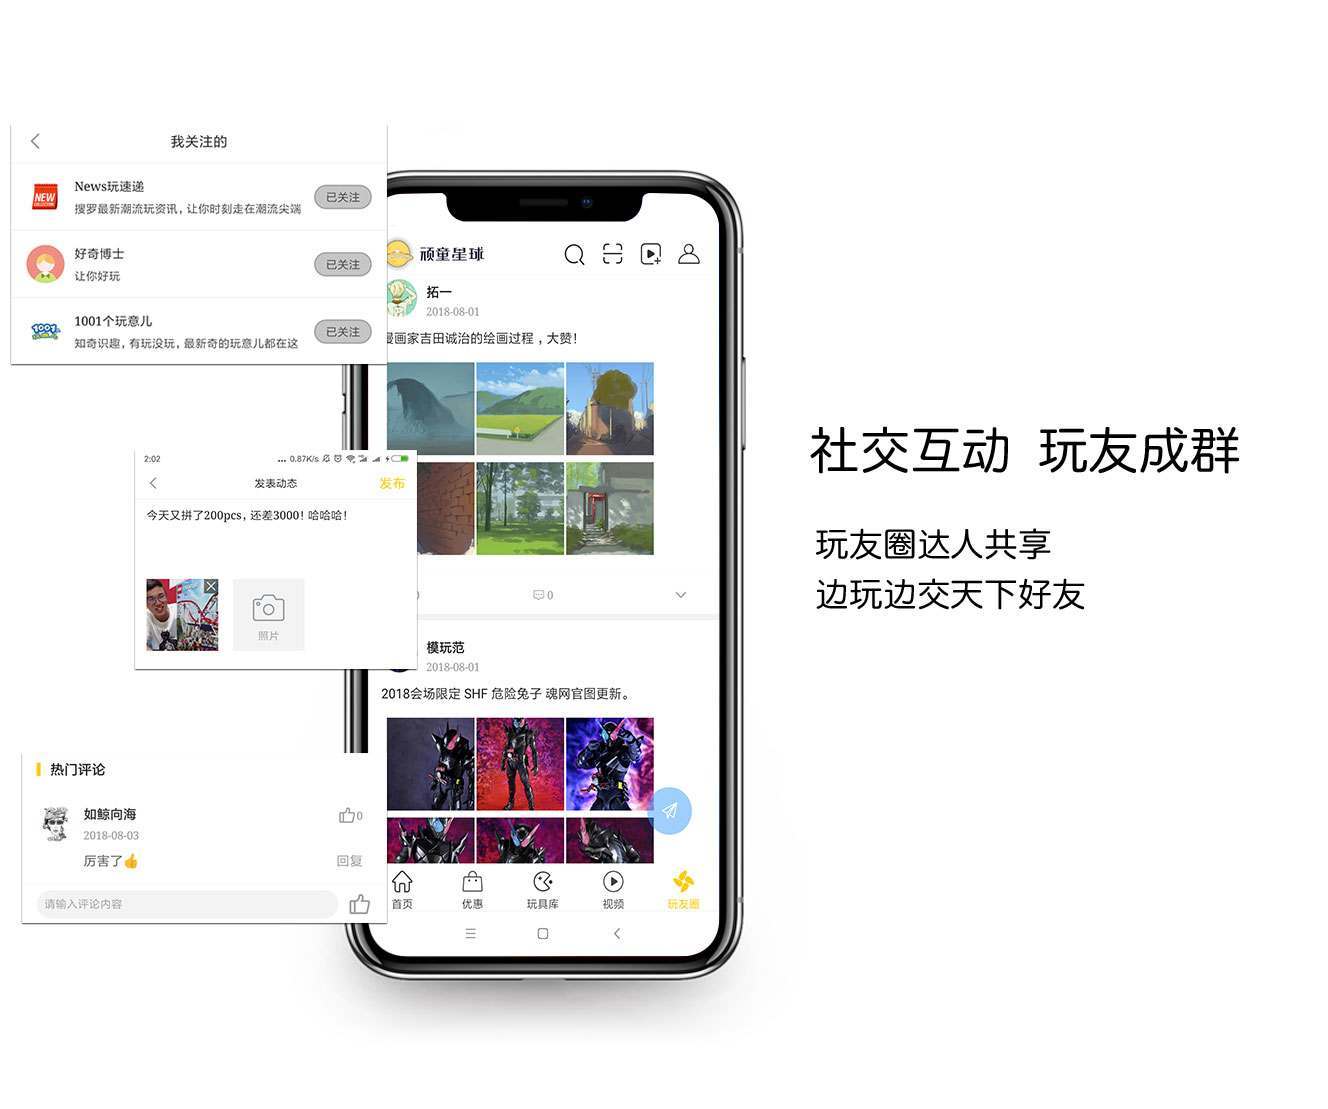 我关注的
News玩速递
搜罗最新潮流玩资讯，让你时刻走在潮流尖端
已关注
好奇博士
让你好玩
已关注
1001个玩意儿
知奇识趣，有玩没玩，最新奇的玩意儿都在这
已关注
NEW
1001
顽童星球
拓一
2018-08-01
漫画家吉田诚治的绘画过程，大赞！
0
2:02
... 0.87K/s
发表动态
发布
今天又拼了200pcs，还差3000！哈哈哈！
照片
模玩范
2018-08-01
2018会场限定 SHF 危险兔子 魂网官图更新。
热门评论
如鲸向海
0
2018-08-03
厉害了👍
回复
请输入评论内容
首页
优惠
玩具库
视频
玩友圈
社交互动 玩友成群
玩友圈达人共享
边玩边交天下好友